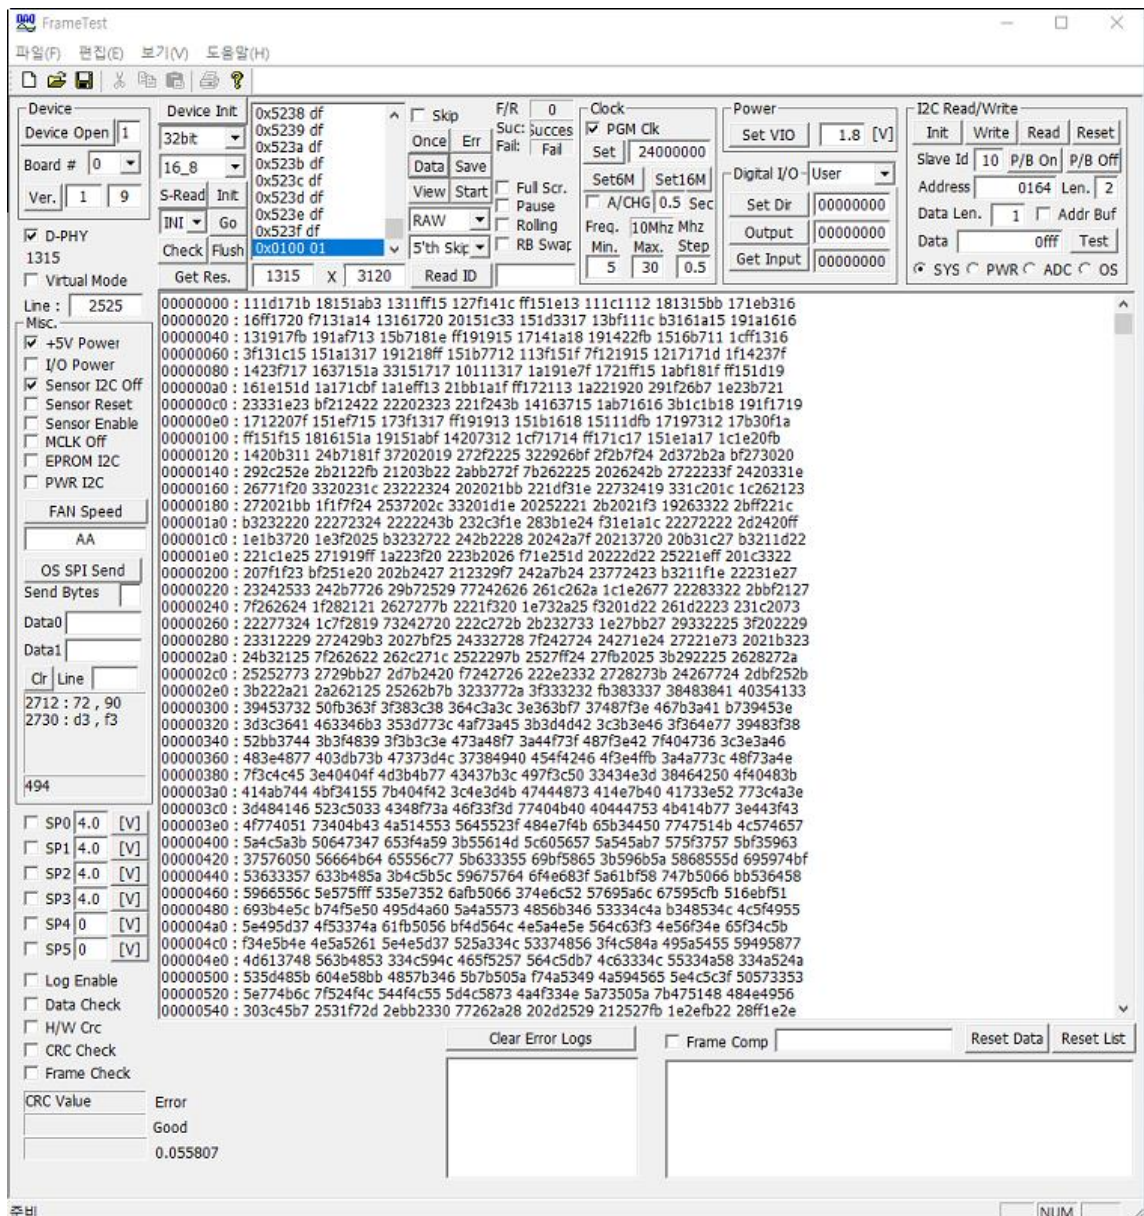 FrameTest
파일(F) 편집(E) 보기(V) 도움말(H)
Device
Device Open 1
Board # 0
Ver. 1 9
D-PHY
1315
Virtual Mode
Line : 2525
Misc.
+5V Power
I/O Power
Sensor I2C Off
Sensor Reset
Sensor Enable
MCLK Off
EPROM I2C
PWR I2C
FAN Speed
AA
OS SPI Send
Send Bytes
Data0
Data1
Clr Line
2712 : 72 , 90
2730 : d3 , f3
494
SP0 4.0 [V]
SP1 4.0 [V]
SP2 4.0 [V]
SP3 4.0 [V]
SP4 0 [V]
SP5 0 [V]
Log Enable
Data Check
H/W Crc
CRC Check
Frame Check
CRC Value
Error
Good
0.055807
Device Init
32bit
16_8
S-Read Init
INI Go
Check Flush
Get Res. 1315 X 3120 Read ID
0x5238 df
0x5239 df
0x523a df
0x523b df
0x523c df
0x523d df
0x523e df
0x523f df
0x0100 01
Skip
Once Err
Data Save
View Start
RAW
5'th Skip
F/R 0
Suc: Succes
Fail: Fail
Full Scr.
Pause
Rolling
RB Swap
Clock
PGM Clk
Set 24000000
Set6M Set16M
A/CHG 0.5 Sec
Freq. 10Mhz Mhz
Min. Max. Step
5 30 0.5
Power
Set VIO 1.8 [V]
Digital I/O User
Set Dir 00000000
Output 00000000
Get Input 00000000
I2C Read/Write
Init Write Read Reset
Slave Id 10 P/B On P/B Off
Address 0164 Len. 2
Data Len. 1 Addr Buf
Data 0fff Test
SYS PWR ADC OS
00000000 : 111d171b 18151ab3 1311ff15 127f141c ff151e13 111c1112 181315bb 171eb316
00000020 : 16ff1720 f7131a14 13161720 20151c33 151d3317 13bf111c b3161a15 191a1616
00000040 : 131917fb 191af713 15b7181e ff191915 17141a18 191422fb 1516b711 1cff1316
00000060 : 3f131c15 151a1317 191218ff 151b7712 113f151f 7f121915 1217171d 1f14237f
00000080 : 1423f717 1637151a 33151717 10111317 1a191e7f 1721ff15 1abf181f ff151d19
000000a0 : 161e151d 1a171cbf 1a1eff13 21bb1a1f ff172113 1a221920 291f26b7 1e23b721
000000c0 : 23331e23 bf212422 22202323 221f243b 14163715 1ab71616 3b1c1b18 191f1719
000000e0 : 1712207f 151ef715 173f1317 ff191913 151b1618 15111dfb 17197312 17b30f1a
00000100 : ff151f15 1816151a 19151abf 14207312 1cf71714 ff171c17 151e1a17 1c1e20fb
00000120 : 1420b311 24b7181f 37202019 272f2225 322926bf 2f2b7f24 2d372b2a bf273020
00000140 : 292c252e 2b2122fb 21203b22 2abb272f 7b262225 2026242b 2722233f 2420331e
00000160 : 26771f20 3320231c 23222324 202021bb 221df31e 22732419 331c201c 1c262123
00000180 : 272021bb 1f1f7f24 2537202c 33201d1e 20252221 2b2021f3 19263322 2bff221c
000001a0 : b3232220 22272324 2222243b 232c3f1e 283b1e24 f31e1a1c 22272222 2d2420ff
000001c0 : 1e1b3720 1e3f2025 b3232722 242b2228 20242a7f 20213720 20b31c27 b3211d22
000001e0 : 221c1e25 271919ff 1a223f20 223b2026 f71e251d 20222d22 25221eff 201c3322
00000200 : 207f1f23 bf251e20 202b2427 212329f7 242a7b24 23772423 b3211f1e 22231e27
00000220 : 23242533 242b7726 29b72529 77242626 261c262a 1c1e2677 22283322 2bbf2127
00000240 : 7f262624 1f282121 2627277b 2221f320 1e732a25 f3201d22 261d2223 231c2073
00000260 : 22277324 1c7f2819 73242720 222c272b 2b232733 1e27bb27 29332225 3f202229
00000280 : 23312229 272429b3 2027bf25 24332728 7f242724 24271e24 27221e73 2021b323
000002a0 : 24b32125 7f262622 262c271c 2522297b 2527ff24 27fb2025 3b292225 2628272a
000002c0 : 25252773 2729bb27 2d7b2420 f7242726 222e2332 2728273b 24267724 2dbf252b
000002e0 : 3b222a21 2a262125 25262b7b 3233772a 3f333232 fb383337 38483841 40354133
00000300 : 39453732 50fb363f 3f383c38 364c3a3c 3e363bf7 37487f3e 467b3a41 b739453e
00000320 : 3d3c3641 463346b3 353d773c 4af73a45 3b3d4d42 3c3b3e46 3f364e77 39483f38
00000340 : 52bb3744 3b3f4839 3f3b3c3e 473a48f7 3a44f73f 487f3e42 7f404736 3c3e3a46
00000360 : 483e4877 403db73b 47373d4c 37384940 454f4246 4f3e4ffb 3a4a773c 48f73a4e
00000380 : 7f3c4c45 3e40404f 4d3b4b77 43437b3c 497f3c50 33434e3d 38464250 4f40483b
000003a0 : 414ab744 4bf34155 7b404f42 3c4e3d4b 47444873 414e7b40 41733e52 773c4a3e
000003c0 : 3d484146 523c5033 4348f73a 46f33f3d 77404b40 40444753 4b414b77 3e443f43
000003e0 : 4f774051 73404b43 4a514553 5645523f 484e7f4b 65b34450 7747514b 4c574657
00000400 : 5a4c5a3b 50647347 653f4a59 3b55614d 5c605657 5a545ab7 575f3757 5bf35963
00000420 : 37576050 56664b64 65556c77 5b633355 69bf5865 3b596b5a 5868555d 695974bf
00000440 : 53633357 633b485a 3b4c5b5c 59675764 6f4e683f 5a61bf58 747b5066 bb536458
00000460 : 5966556c 5e575fff 535e7352 6afb5066 374e6c52 57695a6c 67595cfb 516ebf51
00000480 : 693b4e5c b74f5e50 495d4a60 5a4a5573 4856b346 53334c4a b348534c 4c5f4955
000004a0 : 5e495d37 4f53374a 61fb5056 bf4d564c 4e5a4e5e 564c63f3 4e56f34e 65f34c5b
000004c0 : f34e5b4e 4e5a5261 5e4e5d37 525a334c 53374856 3f4c584a 495a5455 59495877
000004e0 : 4d613748 563b4853 334c594c 465f5257 564c5db7 4c63334c 55334a58 334a524a
00000500 : 535d485b 604e58bb 4857b346 5b7b505a f74a5349 4a594565 5e4c5c3f 50573353
00000520 : 5e774b6c 7f524f4c 544f4c55 5d4c5873 4a4f334e 5a73505a 7b475148 484e4956
00000540 : 303c45b7 2531f72d 2ebb2330 77262a28 202d2529 212527fb 1e2efb22 28ff1e2e
Clear Error Logs
Frame Comp
Reset Data Reset List
준비
NUM